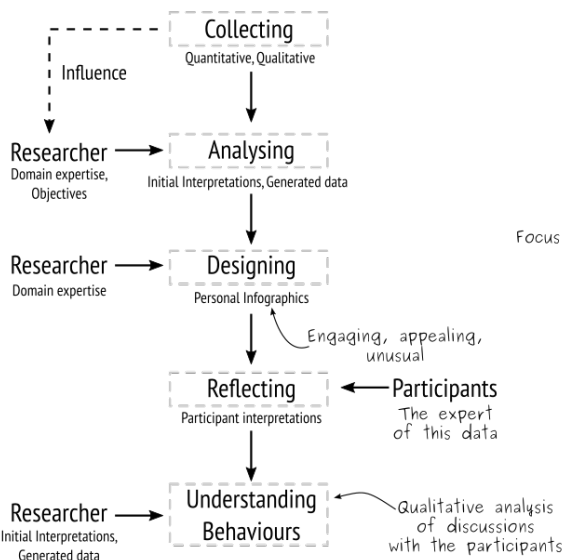 Collecting
Quantitative, Qualitative
Influence
Researcher
Domain expertise,
Objectives
Analysing
Initial Interpretations, Generated data
Focus
Researcher
Domain expertise
Designing
Personal Infographics
Engaging, appealing,
unusual
Reflecting
Participant interpretations
Participants
The expert
of this data
Researcher
Initial Interpretations,
Generated data
Understanding
Behaviours
Qualitative analysis
of discussions
with the participants